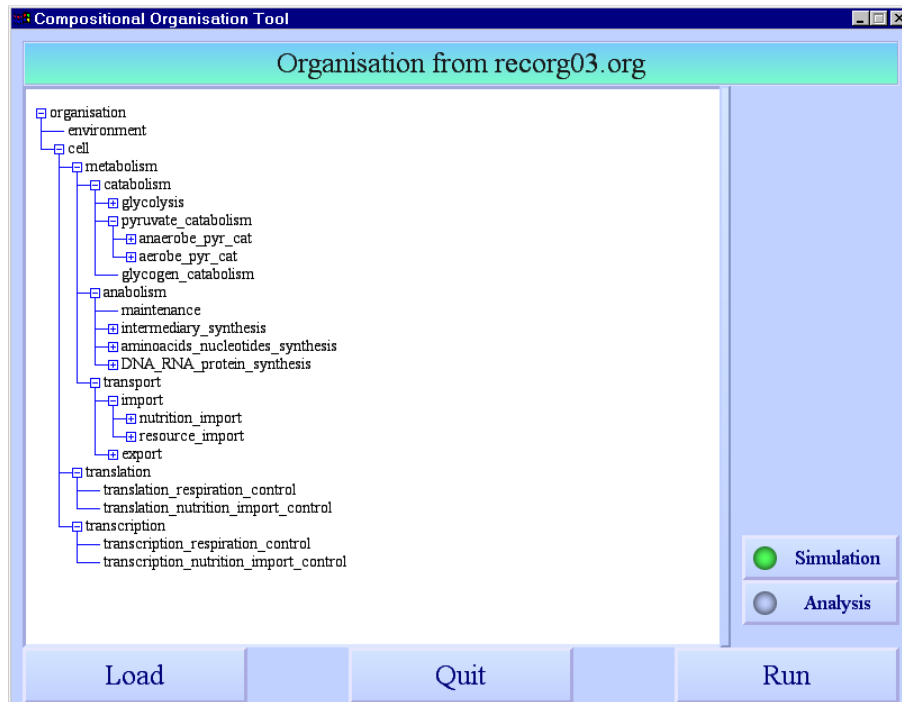 Compositional Organisation Tool
Organisation from recorg03.org
organisation
environment
cell
metabolism
catabolism
glycolysis
pyruvate_catabolism
anaerobe_pyr_cat
aerobe_pyr_cat
glycogen_catabolism
anabolism
maintenance
intermediary_synthesis
aminoacids_nucleotides_synthesis
DNA_RNA_protein_synthesis
transport
import
nutrition_import
resource_import
export
translation
translation_respiration_control
translation_nutrition_import_control
transcription
transcription_respiration_control
transcription_nutrition_import_control
Simulation
Analysis
Load Quit Run